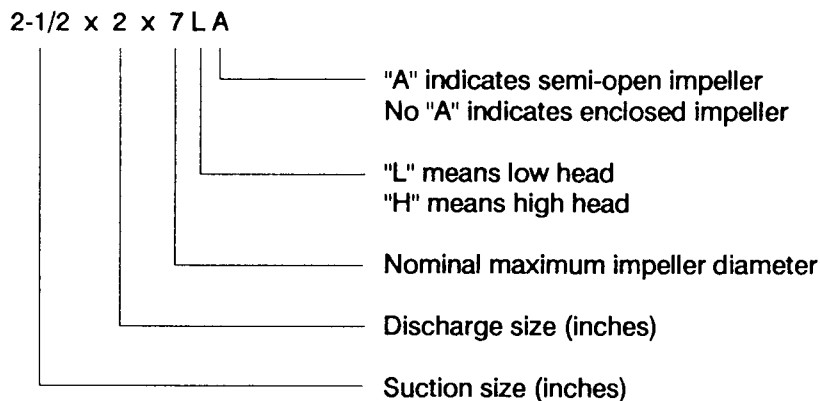 2-1/2 x 2 x 7 L A
"A" indicates semi-open impeller
No "A" indicates enclosed impeller
"L" means low head
"H" means high head
Nominal maximum impeller diameter
Discharge size (inches)
Suction size (inches)